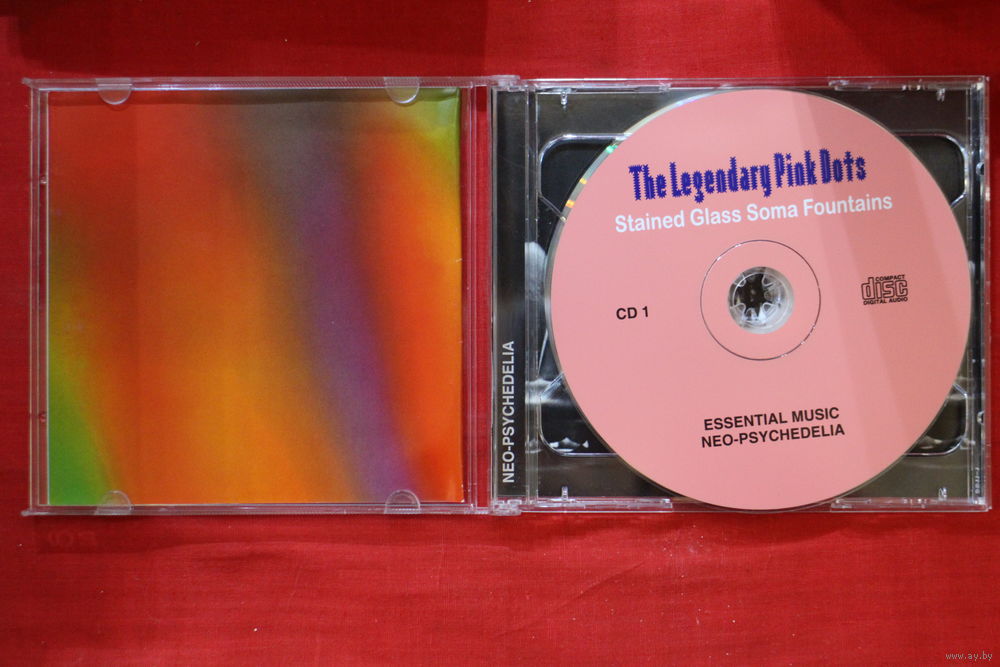 The Legendary Pink Dots
Stained Glass Soma Fountains
CD 1
COMPACT
disc
DIGITAL AUDIO
ESSENTIAL MUSIC
NEO-PSYCHEDELIA
NEO-PSYCHEDELIA
www.ay.by